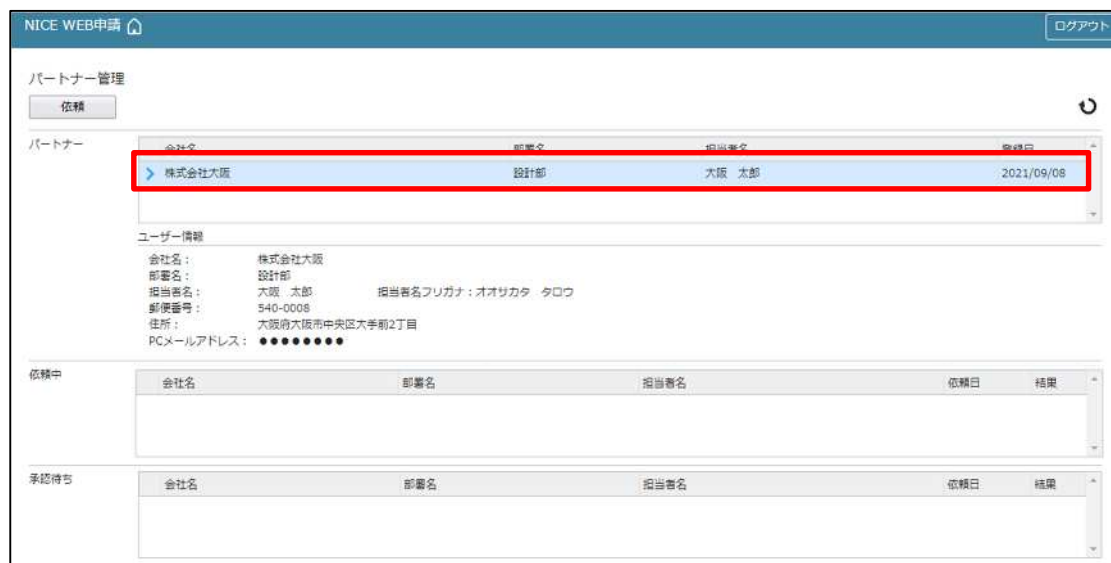 NICE WEB申請 ログアウト
パートナー管理
依頼
パートナー 会社名 部署名 担当者名 登録日
株式会社大阪 設計部 大阪 太郎 2021/09/08
ユーザー情報
会社名: 株式会社大阪
部署名: 設計部
担当者名: 大阪 太郎 担当者名フリガナ:オオサカタ タロウ
郵便番号: 540-0008
住所: 大阪府大阪市中央区大手前2丁目
PCメールアドレス: ●●●●●●●●
依頼中 会社名 部署名 担当者名 依頼日 結果
承認待ち 会社名 部署名 担当者名 依頼日 結果